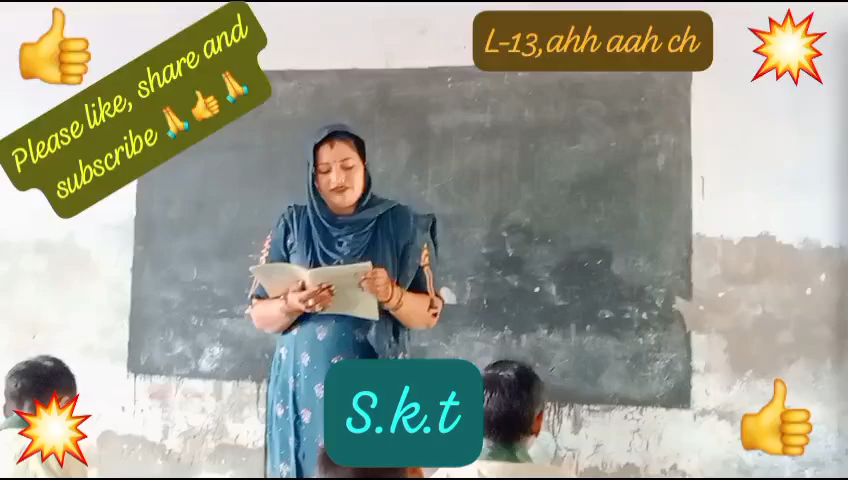 Please like, share and
subscribe 🙏👍🙏
L-13,ahh aah ch
S.k.t